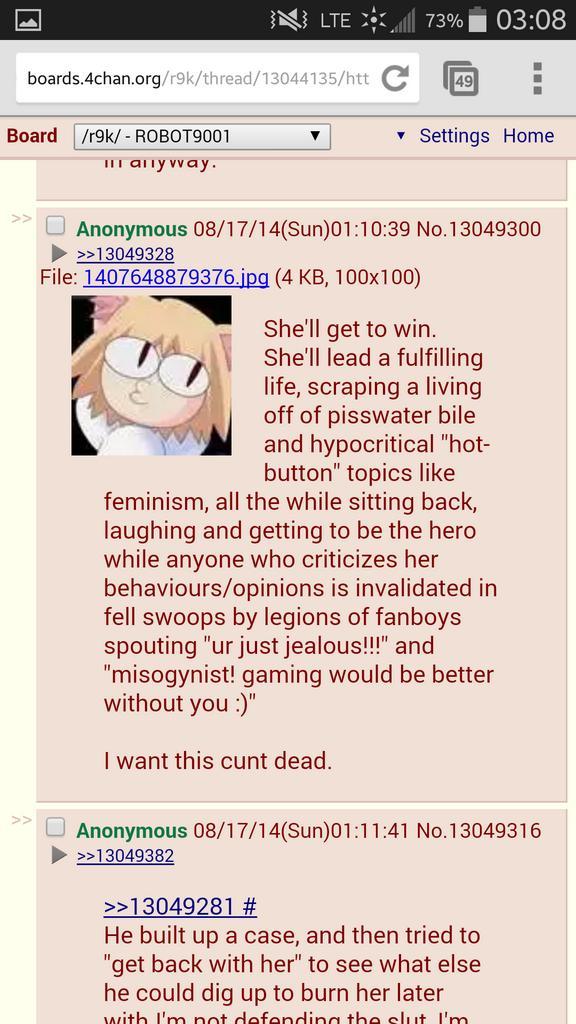 LTE 73% 03:08
boards.4chan.org/r9k/thread/13044135/htt 49
Board /r9k/ - ROBOT9001 ▼ ▼ Settings Home
in anyway.
>> Anonymous 08/17/14(Sun)01:10:39 No.13049300
>>13049328
File: 1407648879376.jpg (4 KB, 100x100)
She'll get to win.
She'll lead a fulfilling
life, scraping a living
off of pisswater bile
and hypocritical "hot-
button" topics like
feminism, all the while sitting back,
laughing and getting to be the hero
while anyone who criticizes her
behaviours/opinions is invalidated in
fell swoops by legions of fanboys
spouting "ur just jealous!!!" and
"misogynist! gaming would be better
without you :)"
I want this cunt dead.
>> Anonymous 08/17/14(Sun)01:11:41 No.13049316
>>13049382
>>13049281 #
He built up a case, and then tried to
"get back with her" to see what else
he could dig up to burn her later
with I'm not defending the slut, I'm